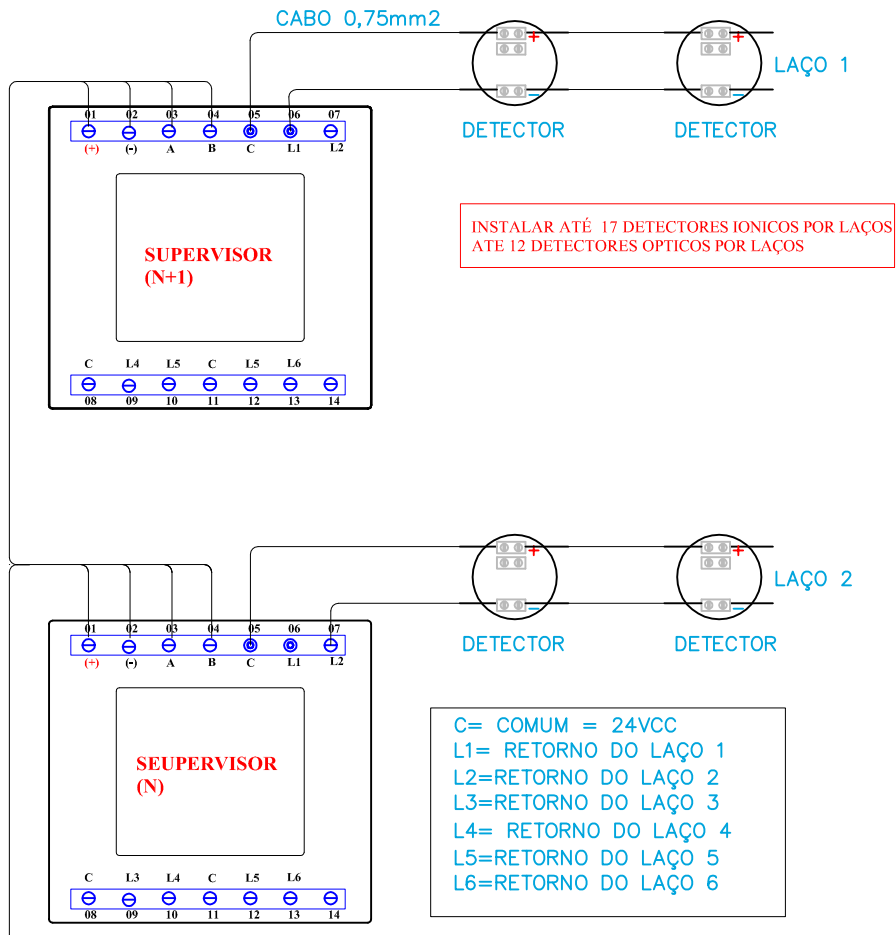 CABO 0,75mm2
LAÇO 1
DETECTOR DETECTOR
01 02 03 04 05 06 07
(+) (-) A B C L1 L2
INSTALAR ATÉ 17 DETECTORES IONICOS POR LAÇOS
ATE 12 DETECTORES OPTICOS POR LAÇOS
SUPERVISOR
(N+1)
C L4 L5 C L5 L6
08 09 10 11 12 13 14
LAÇO 2
DETECTOR DETECTOR
01 02 03 04 05 06 07
(+) (-) A B C L1 L2
SEUPERVISOR
(N)
C L3 L4 C L5 L6
08 09 10 11 12 13 14
C= COMUM = 24VCC
L1= RETORNO DO LAÇO 1
L2=RETORNO DO LAÇO 2
L3=RETORNO DO LAÇO 3
L4= RETORNO DO LAÇO 4
L5=RETORNO DO LAÇO 5
L6=RETORNO DO LAÇO 6